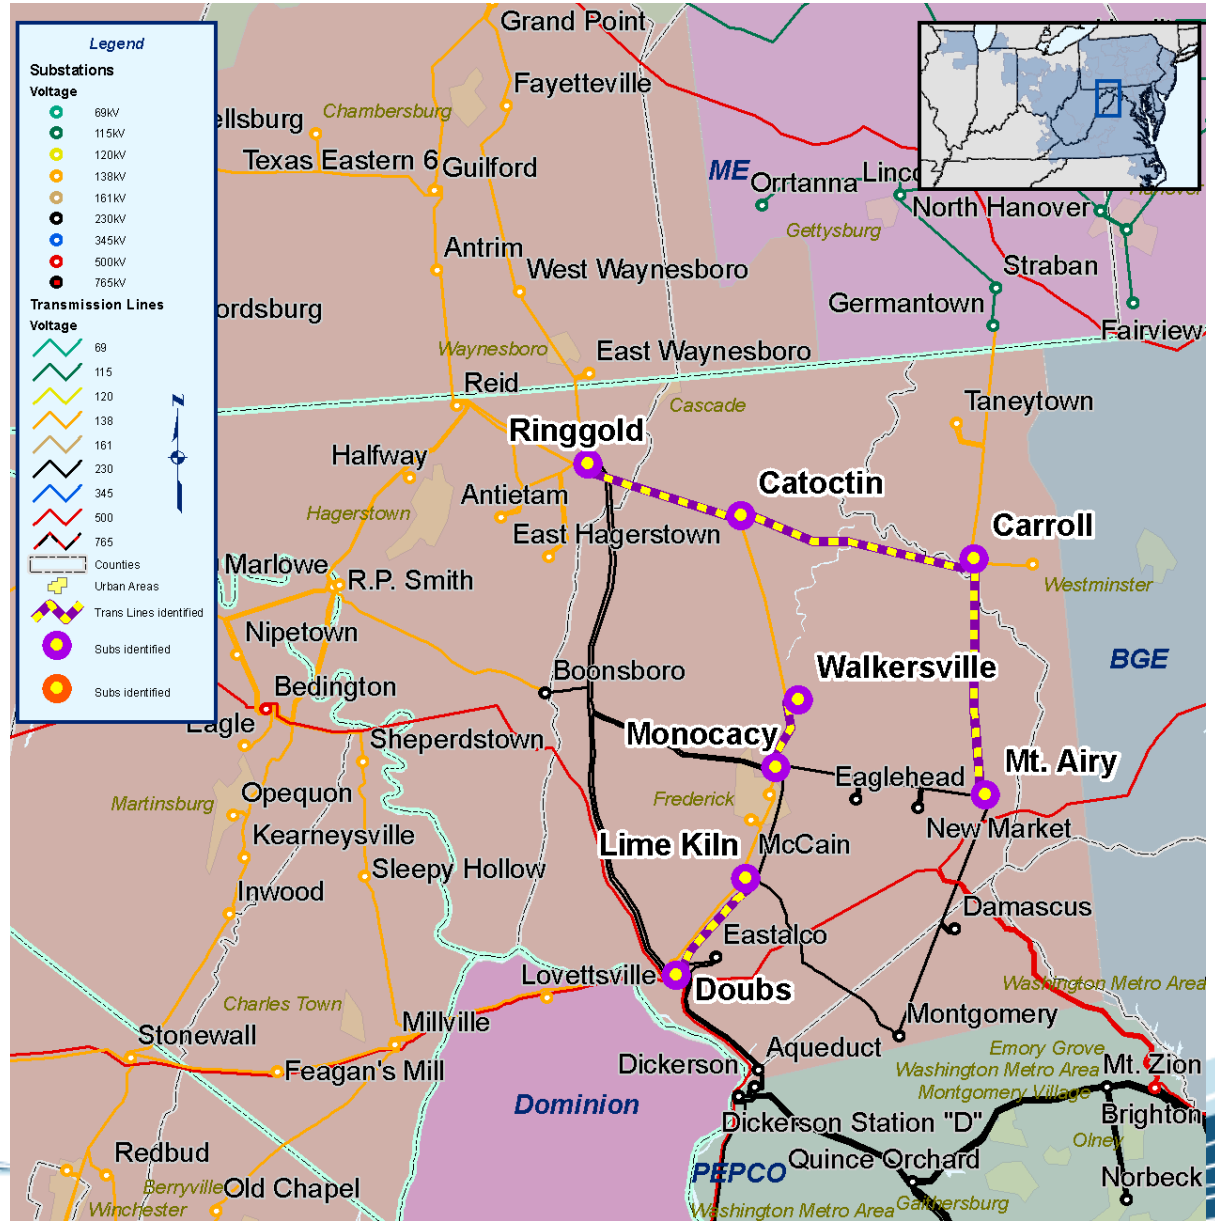 Legend
Substations
Voltage
69kV
115kV
120kV
138kV
161kV
230kV
345kV
500kV
765kV
Transmission Lines
Voltage
69
115
120
138
161
230
345
500
765
Counties
Urban Areas
Trans Lines identified
Subs identified
Subs identified
N
Grand Point
Fayetteville
Chambersburg
ellsburg
Texas Eastern 6
Guilford
ME
Orrtanna
Linc
North Hanover
Hanover
Gettysburg
Antrim
West Waynesboro
Straban
Germantown
ordsburg
Fairview
Waynesboro
East Waynesboro
Reid
Cascade
Taneytown
Ringgold
Halfway
Catoctin
Antietam
Hagerstown
East Hagerstown
Carroll
Marlowe
R.P. Smith
Westminster
Nipetown
Boonsboro
Walkersville
BGE
Bedington
Eagle
Sheperdstown
Monocacy
Mt. Airy
Eaglehead
Martinsburg
Opequon
Frederick
New Market
Kearneysville
Lime Kiln
McCain
Sleepy Hollow
Inwood
Damascus
Eastalco
Lovettsville
Doubs
Washington Metro Area
Charles Town
Stonewall
Millville
Montgomery
Aqueduct
Emory Grove
Dickerson
Washington Metro Area
Mt. Zion
Feagan's Mill
Montgomery Village
Dominion
Brighton
Dickerson Station "D"
Olney
Redbud
Quince Orchard
PEPCO
Norbeck
Berryville
Old Chapel
Gaithersburg
Winchester
Washington Metro Area